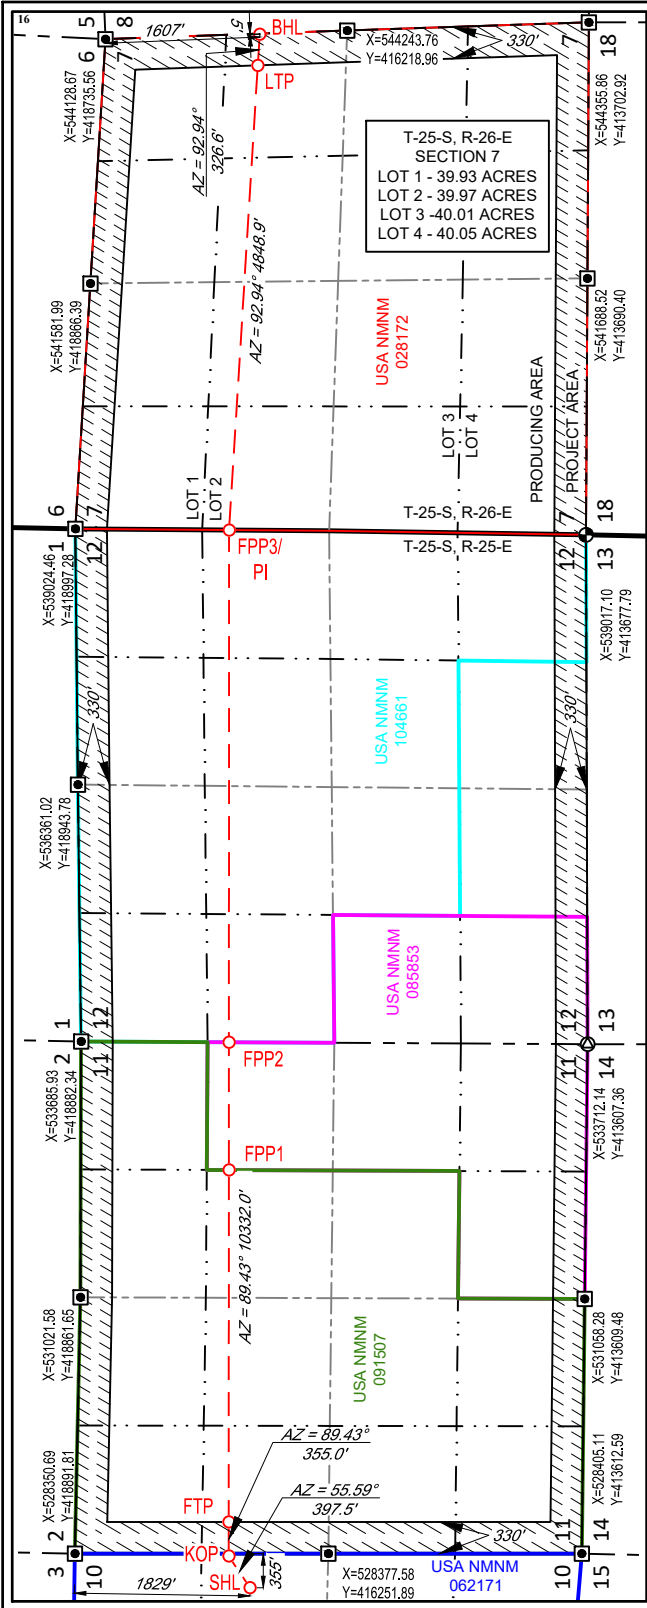 16
5
8
6
7
1607'
5'
BHL
X=544243.76
Y=416218.96
330'
7
18
X=544128.67
Y=418735.56
LTP
AZ = 92.94°
326.6'
X=544355.86
Y=413702.92
T-25-S, R-26-E
SECTION 7
LOT 1 - 39.93 ACRES
LOT 2 - 39.97 ACRES
LOT 3 -40.01 ACRES
LOT 4 - 40.05 ACRES
AZ = 92.94° 4848.9'
X=541581.99
Y=418866.39
USA NMNM
028172
X=541688.52
Y=413690.40
PRODUCING AREA
PROJECT AREA
LOT 1
LOT 2
LOT 3
LOT 4
6
7
1
12
T-25-S, R-26-E
T-25-S, R-25-E
7
18
12
13
FPP3/
PI
X=539024.46
Y=418997.28
X=539017.10
Y=413677.79
330'
USA NMNM
104661
330'
X=536361.02
Y=418943.78
USA NMNM
085853
1
12
2
11
FPP2
12
13
11
14
X=533685.93
Y=418882.34
X=533712.14
Y=413607.36
FPP1
AZ = 89.43° 10332.0'
X=531021.58
Y=418861.65
USA NMNM
091507
X=531058.28
Y=413609.48
AZ = 89.43°
355.0'
AZ = 55.59°
397.5'
X=528350.69
Y=418891.81
X=528405.11
Y=413612.59
FTP
KOP
SHL
355'
330'
2
3
10
11
14
10
15
1829'
X=528377.58
Y=416251.89
USA NMNM
062171